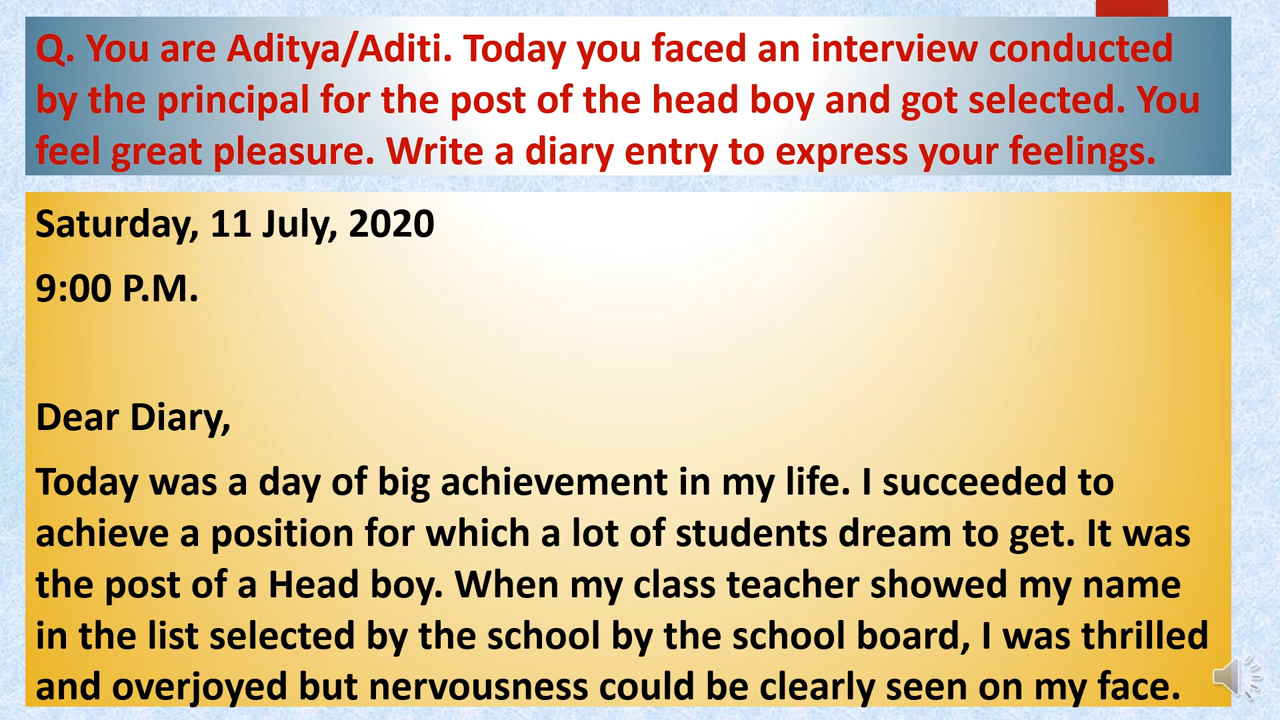 Q. You are Aditya/Aditi. Today you faced an interview conducted
by the principal for the post of the head boy and got selected. You
feel great pleasure. Write a diary entry to express your feelings.
Saturday, 11 July, 2020
9:00 P.M.
Dear Diary,
Today was a day of big achievement in my life. I succeeded to
achieve a position for which a lot of students dream to get. It was
the post of a Head boy. When my class teacher showed my name
in the list selected by the school by the school board, I was thrilled
and overjoyed but nervousness could be clearly seen on my face.